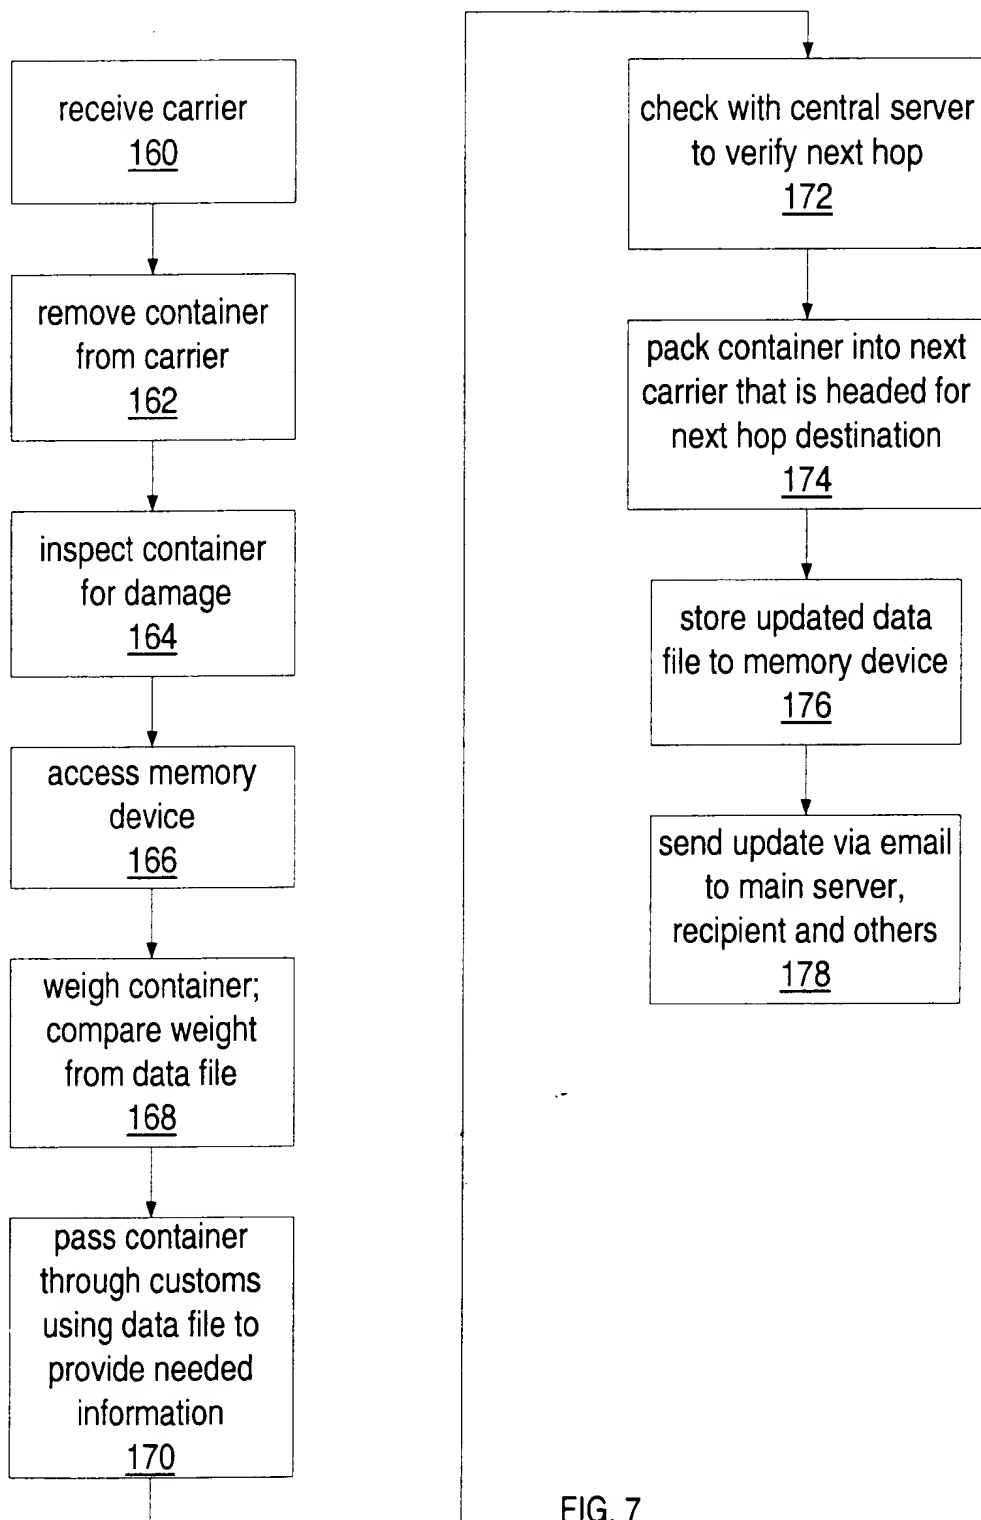 receive carrier
160
remove container
from carrier
162
inspect container
for damage
164
access memory
device
166
weigh container;
compare weight
from data file
168
pass container
through customs
using data file to
provide needed
information
170
check with central server
to verify next hop
172
pack container into next
carrier that is headed for
next hop destination
174
store updated data
file to memory device
176
send update via email
to main server,
recipient and others
178
FIG. 7